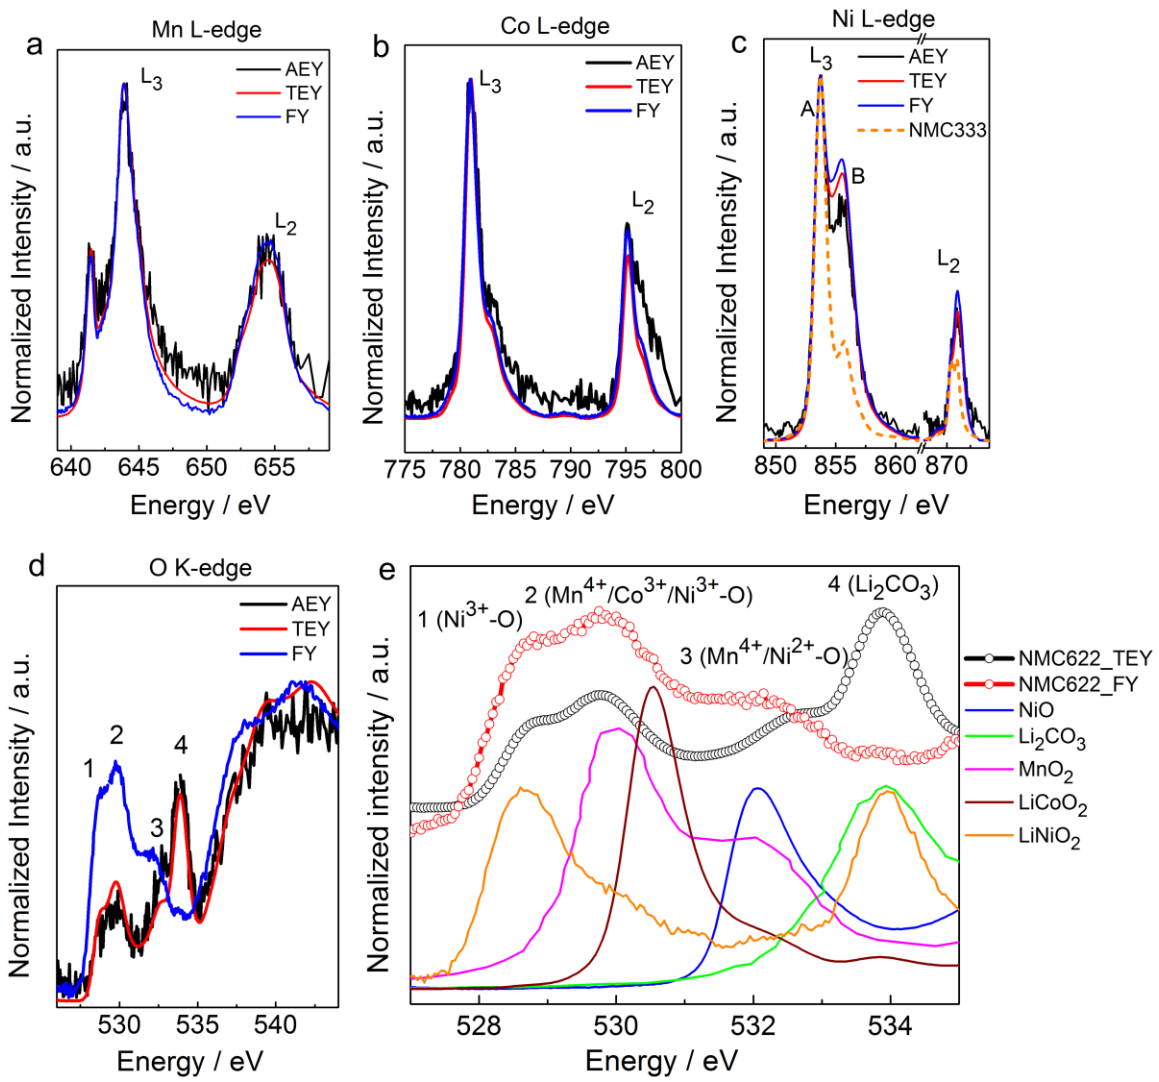 a
Mn L-edge
L3
AEY
TEY
FY
L2
Normalized Intensity / a.u.
640 645 650 655
Energy / eV
b
Co L-edge
L3
AEY
TEY
FY
L2
Normalized Intensity / a.u.
775 780 785 790 795 800
Energy / eV
c
Ni L-edge
L3
AEY
TEY
FY
NMC333
A
B
L2
Normalized Intensity / a.u.
850 855 860 870
Energy / eV
d
O K-edge
AEY
TEY
FY
1
2
3
4
Normalized Intensity / a.u.
530 535 540
Energy / eV
e
1 (Ni³⁺-O)
2 (Mn⁴⁺/Co³⁺/Ni³⁺-O)
3 (Mn⁴⁺/Ni²⁺-O)
4 (Li₂CO₃)
NMC622_TEY
NMC622_FY
NiO
Li₂CO₃
MnO₂
LiCoO₂
LiNiO₂
Normalized intensity / a.u.
528 530 532 534
Energy / eV